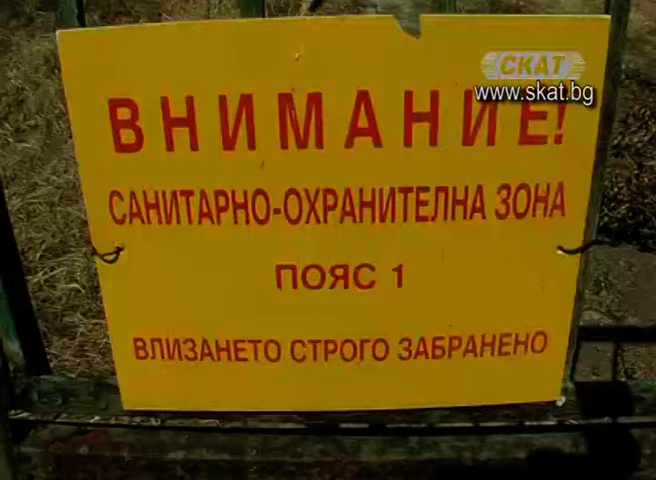 СКАТ
www.skat.bg
ВНИМАНИЕ!
САНИТАРНО-ОХРАНИТЕЛНА ЗОНА
ПОЯС 1
ВЛИЗАНЕТО СТРОГО ЗАБРАНЕНО